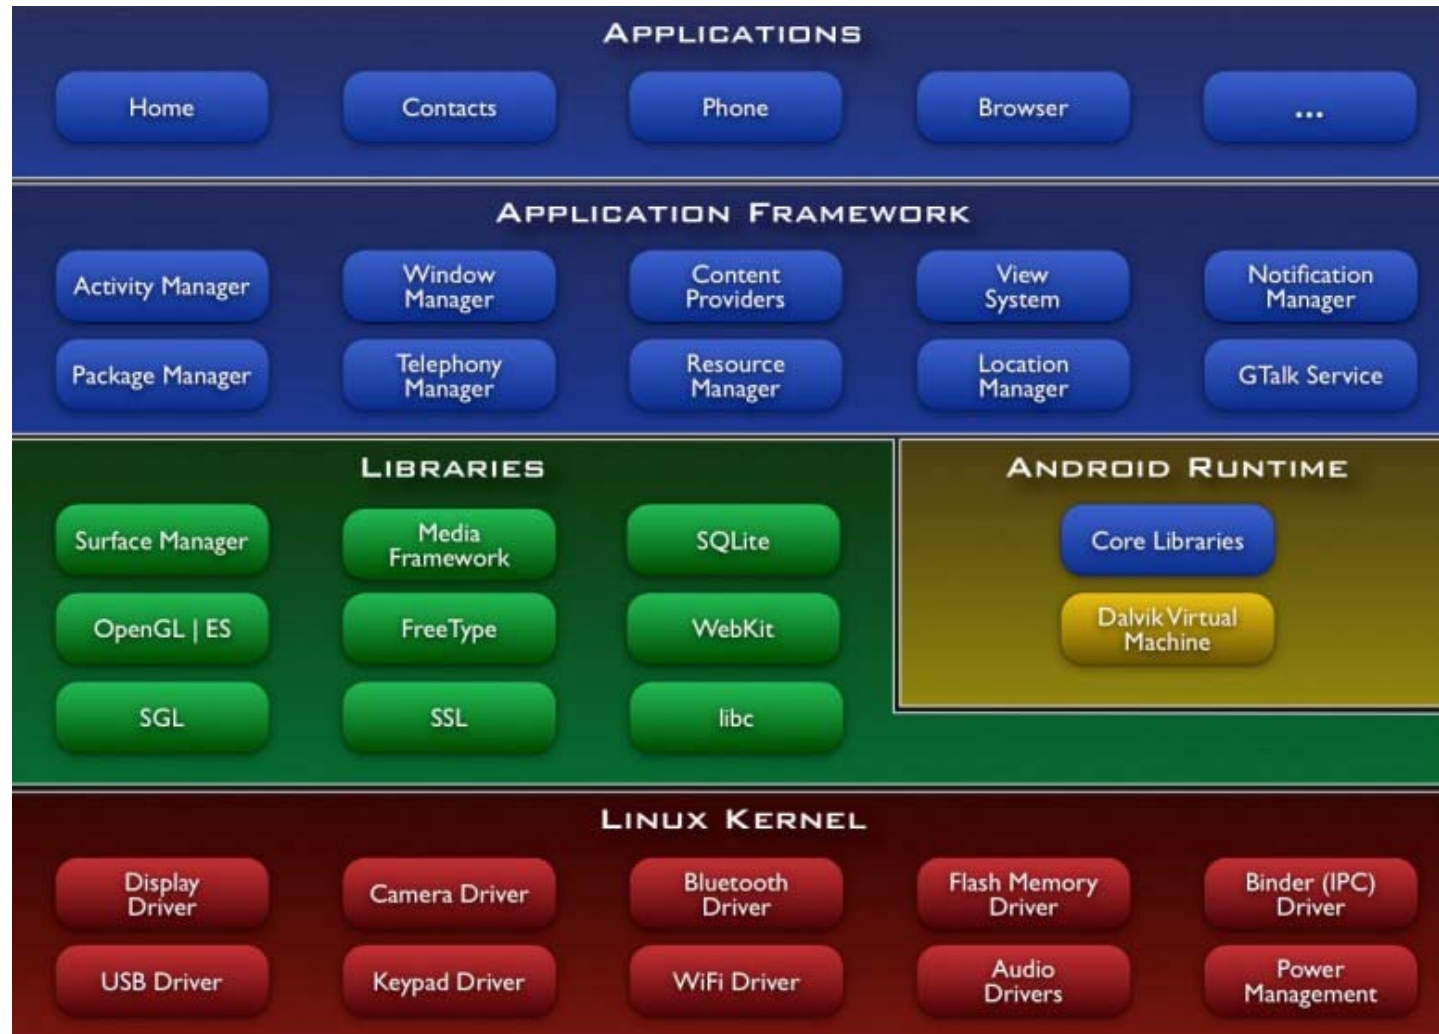 APPLICATIONS
Home
Contacts
Phone
Browser
...
APPLICATION FRAMEWORK
Activity Manager
Window
Manager
Content
Providers
View
System
Notification
Manager
Package Manager
Telephony
Manager
Resource
Manager
Location
Manager
GTalk Service
LIBRARIES
Surface Manager
Media
Framework
SQLite
OpenGL | ES
FreeType
WebKit
SGL
SSL
libc
ANDROID RUNTIME
Core Libraries
Dalvik Virtual
Machine
LINUX KERNEL
Display
Driver
Camera Driver
Bluetooth
Driver
Flash Memory
Driver
Binder (IPC)
Driver
USB Driver
Keypad Driver
WiFi Driver
Audio
Drivers
Power
Management